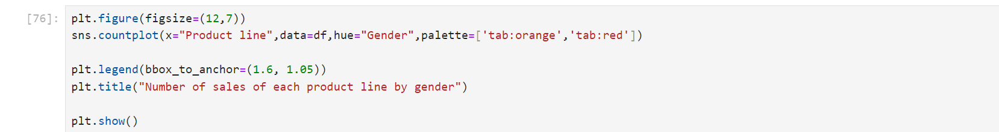 [76]: plt.figure(figsize=(12,7))
sns.countplot(x="Product line",data=df,hue="Gender",palette=['tab:orange','tab:red'])
plt.legend(bbox_to_anchor=(1.6, 1.05))
plt.title("Number of sales of each product line by gender")
plt.show()